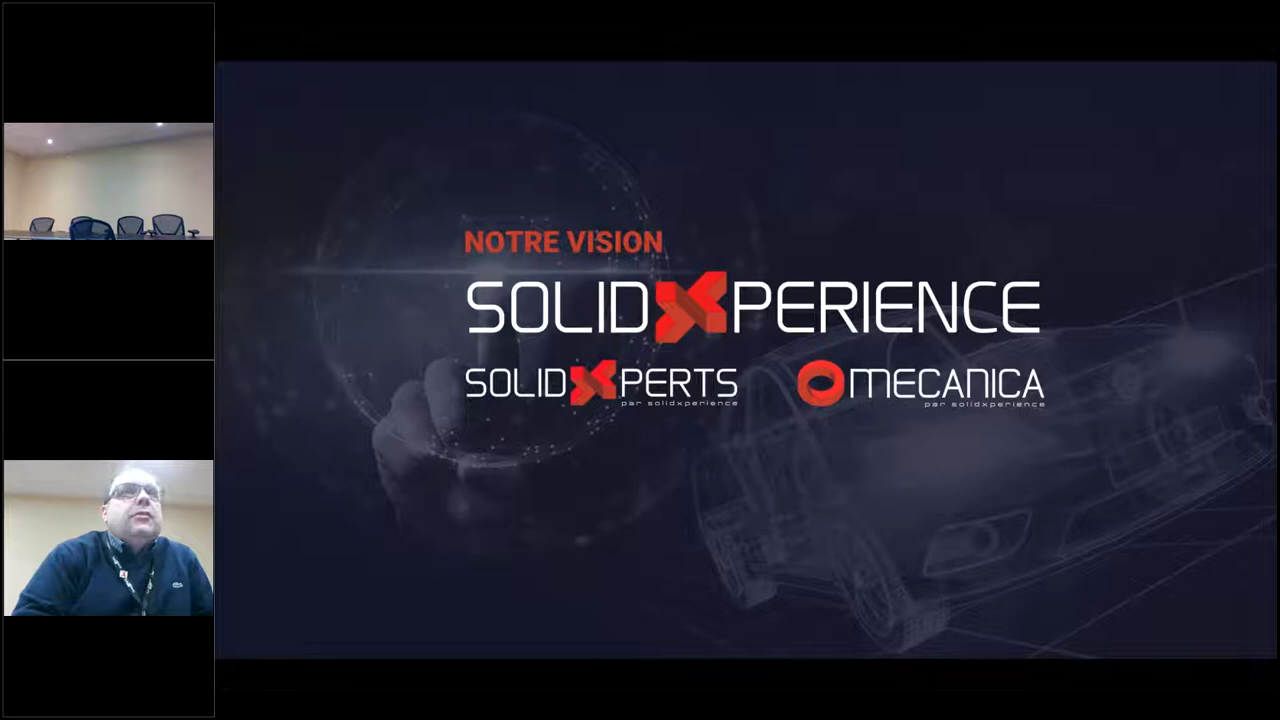 NOTRE VISION
SOLIDXPERIENCE
SOLIDXPERTS
par solidxperience
MECANICA
par solidxperience